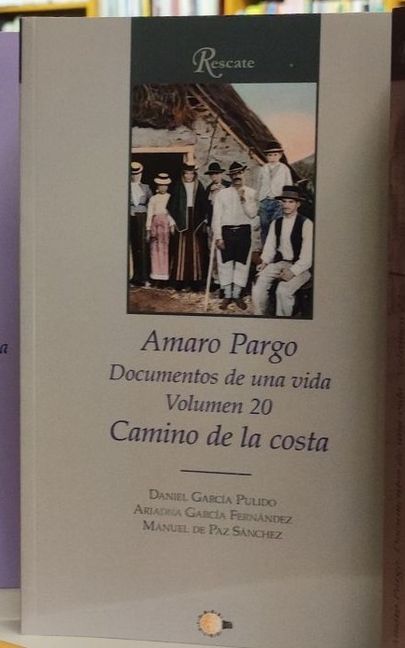 Rescate
Amaro Pargo
Documentos de una vida
Volumen 20
Camino de la costa
DANIEL GARCÍA PULIDO
ARIADNA GARCÍA FERNÁNDEZ
MANUEL DE PAZ SÁNCHEZ
a